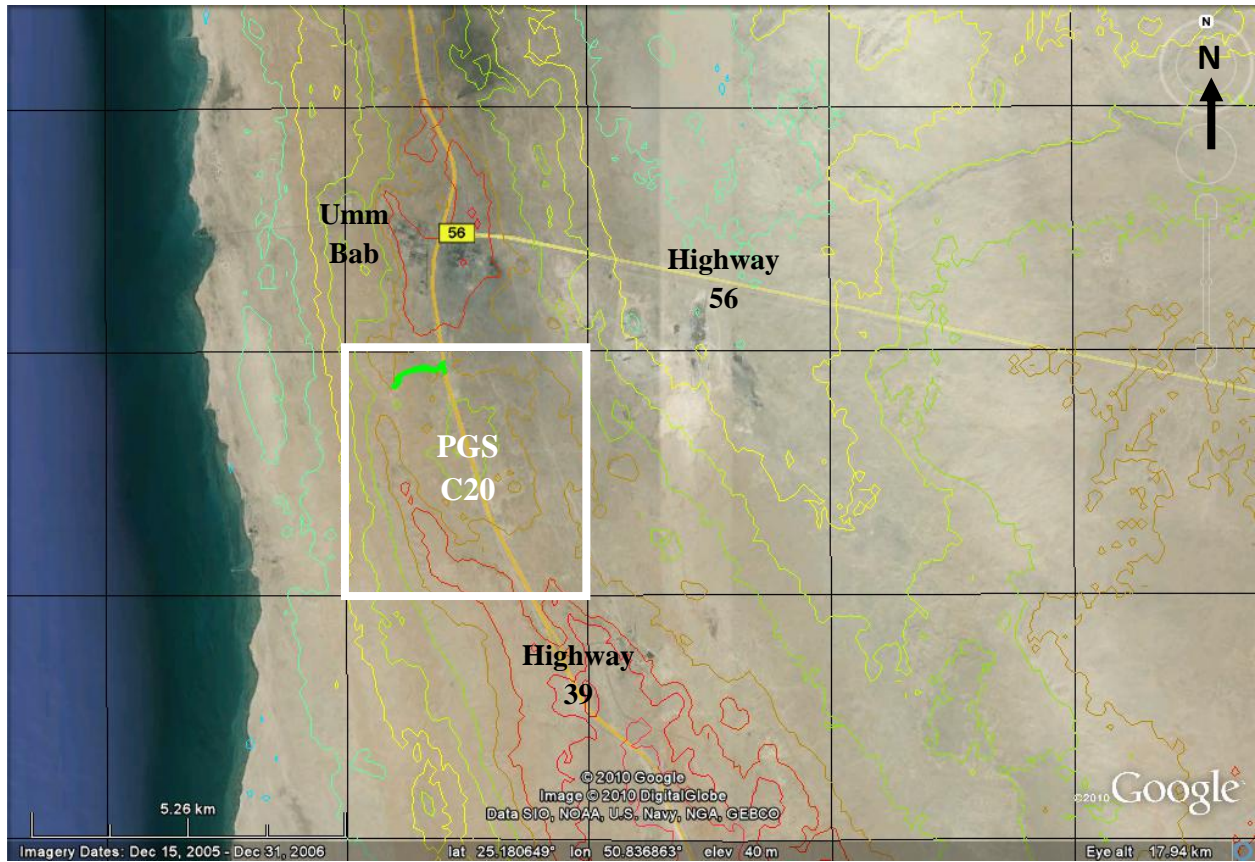 N
N
Umm
Bab
56
Highway
56
PGS
C20
Highway
39
© 2010 Google
Image © 2010 DigitalGlobe
Data SIO, NOAA, U.S. Navy, NGA, GEBCO
©2010 Google
5.26 km
Imagery Dates: Dec 15, 2005 - Dec 31, 2006 lat 25.180649° lon 50.836863° elev 40 m Eye alt 17.94 km